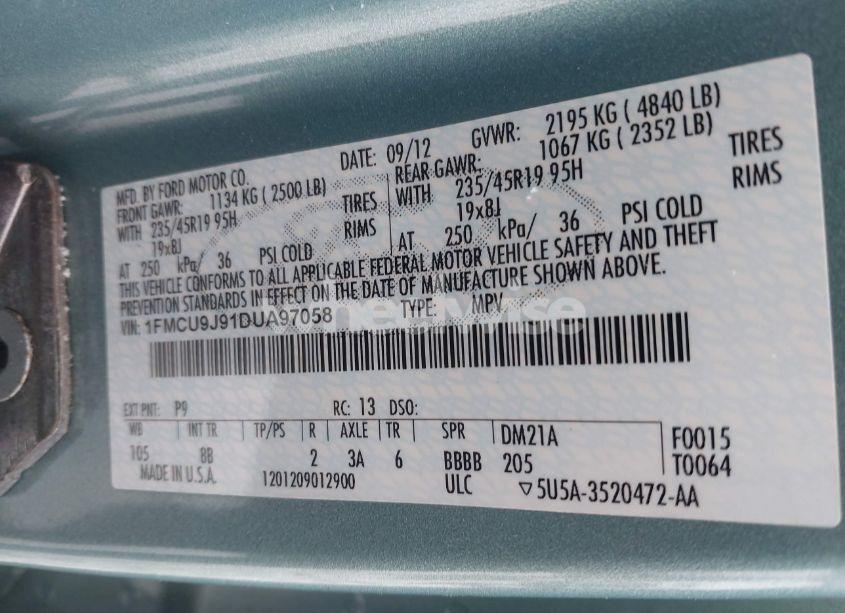 MFD. BY FORD MOTOR CO.
DATE: 09/12 GVWR: 2195 KG ( 4840 LB)
FRONT GAWR: 1134 KG ( 2500 LB) REAR GAWR: 1067 KG ( 2352 LB)
WITH 235/45R19 95H TIRES WITH 235/45R19 95H TIRES
19x8J RIMS 19x8J RIMS
AT 250 kPa/ 36 PSI COLD AT 250 kPa/ 36 PSI COLD
THIS VEHICLE CONFORMS TO ALL APPLICABLE FEDERAL MOTOR VEHICLE SAFETY AND THEFT
PREVENTION STANDARDS IN EFFECT ON THE DATE OF MANUFACTURE SHOWN ABOVE.
VIN: 1FMCU9J91DUA97058 TYPE: MPV
EXT PNT: P9 RC: 13 DSO:
WB INT TR TP/PS R AXLE TR SPR DM21A F0015
105 8B 2 3A 6 BBBB 205 T0064
MADE IN U.S.A. 1201209012900 ULC ▽5U5A-3520472-AA